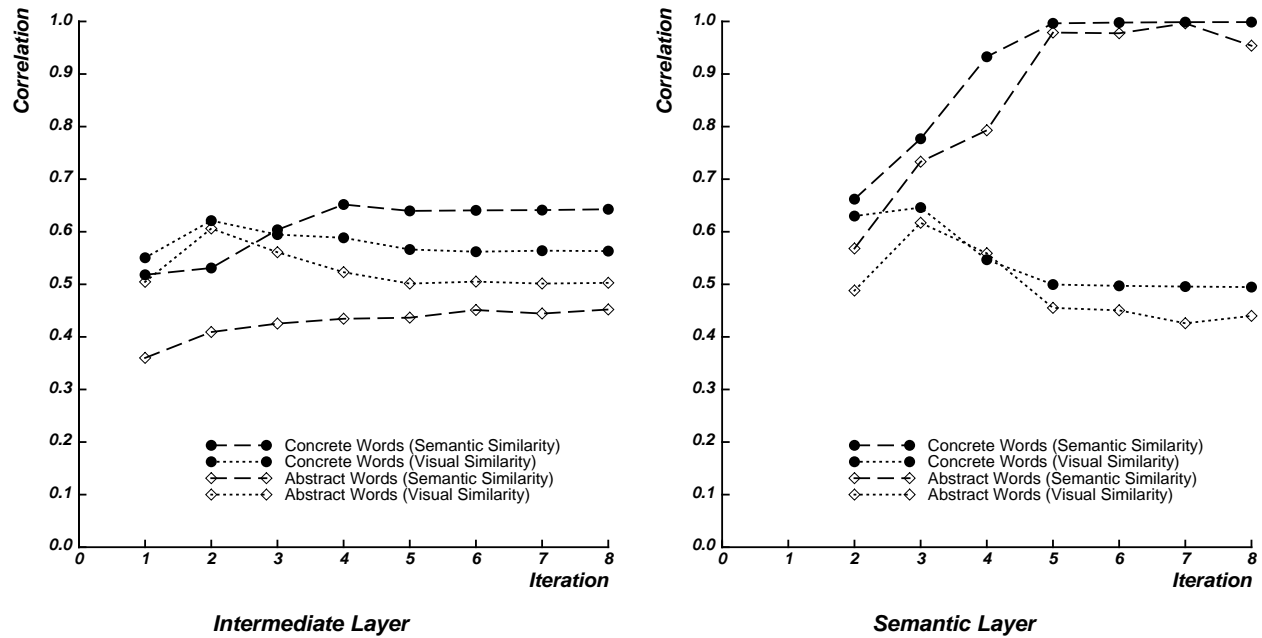 Correlation
1.0
0.9
0.8
0.7
0.6
0.5
0.4
0.3
0.2
0.1
0.0
Concrete Words (Semantic Similarity)
Concrete Words (Visual Similarity)
Abstract Words (Semantic Similarity)
Abstract Words (Visual Similarity)
0 1 2 3 4 5 6 7 8
Iteration
Intermediate Layer
Correlation
1.0
0.9
0.8
0.7
0.6
0.5
0.4
0.3
0.2
0.1
0.0
Concrete Words (Semantic Similarity)
Concrete Words (Visual Similarity)
Abstract Words (Semantic Similarity)
Abstract Words (Visual Similarity)
0 1 2 3 4 5 6 7 8
Iteration
Semantic Layer